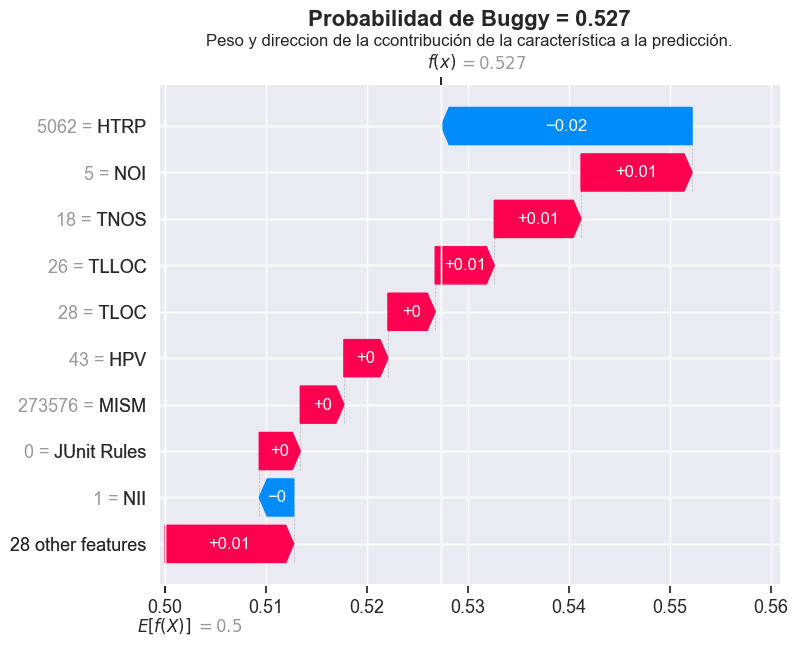 Probabilidad de Buggy = 0.527
Peso y direccion de la ccontribución de la característica a la predicción.
f(x) = 0.527
5062 = HTRP −0.02
5 = NOI +0.01
18 = TNOS +0.01
26 = TLLOC +0.01
28 = TLOC +0
43 = HPV +0
273576 = MISM +0
0 = JUnit Rules +0
1 = NII −0
28 other features +0.01
0.50 0.51 0.52 0.53 0.54 0.55 0.56
E[f(X)] = 0.5